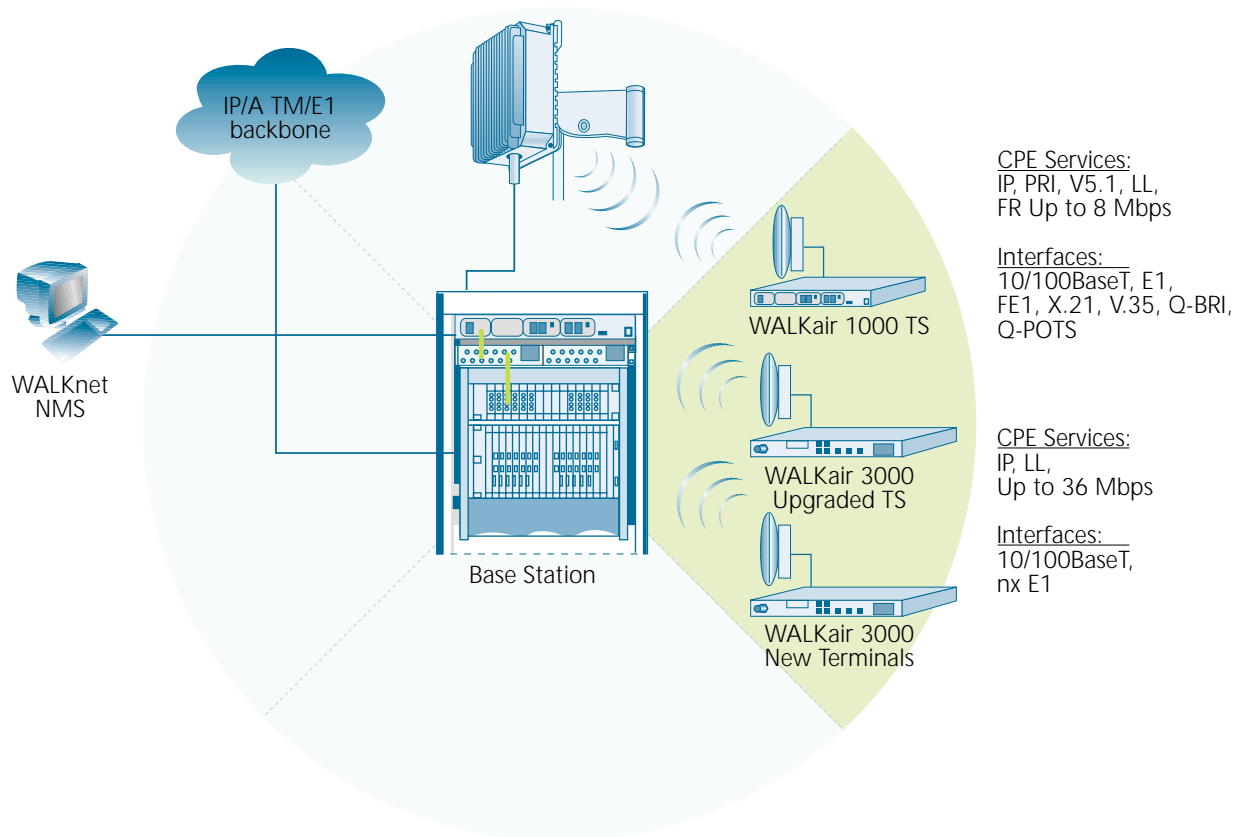 IP/A TM/E1
backbone
WALKnet
NMS
Base Station
WALKair 1000 TS
WALKair 3000
Upgraded TS
WALKair 3000
New Terminals
CPE Services:
IP, PRI, V5.1, LL,
FR Up to 8 Mbps
Interfaces:
10/100BaseT, E1,
FE1, X.21, V.35, Q-BRI,
Q-POTS
CPE Services:
IP, LL,
Up to 36 Mbps
Interfaces:
10/100BaseT,
nx E1